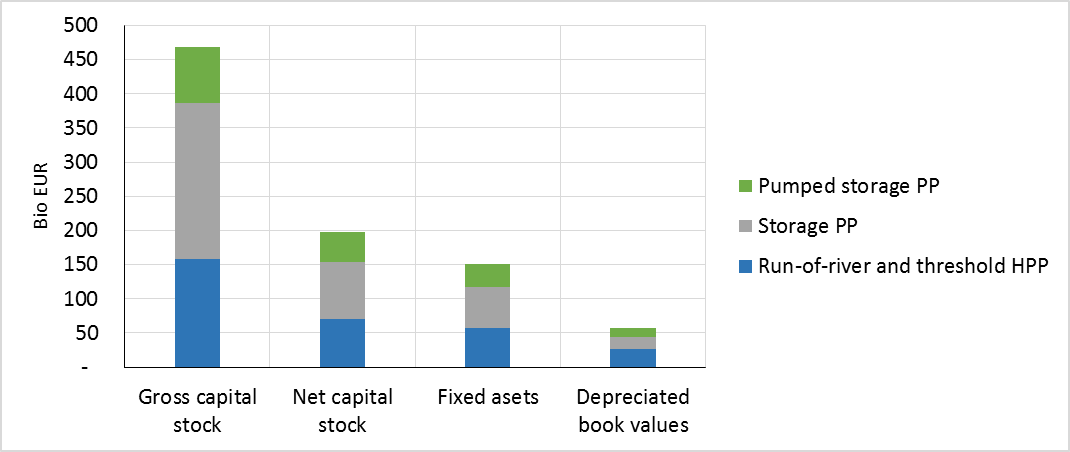 500
450
400
350
300
250
200
150
100
50
-
Bio EUR
Gross capital
stock
Net capital
stock
Fixed asets
Depreciated
book values
Pumped storage PP
Storage PP
Run-of-river and threshold HPP